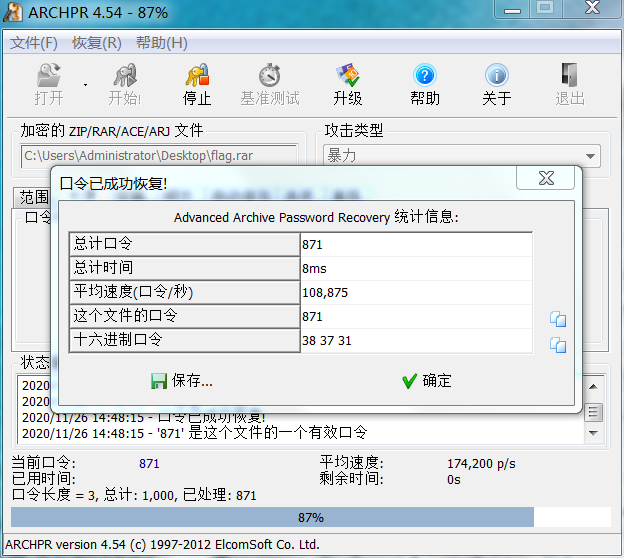 ARCHPR 4.54 - 87%
文件(F) 恢复(R) 帮助(H)
打开 开始! 停止 基准测试 升级 帮助 关于 退出
加密的 ZIP/RAR/ACE/ARJ 文件 攻击类型
C:\Users\Administrator\Desktop\flag.rar 暴力
口令已成功恢复!
范围
口令
Advanced Archive Password Recovery 统计信息:
总计口令 871
总计时间 8ms
平均速度(口令/秒) 108,875
这个文件的口令 871
十六进制口令 38 37 31
保存... 确定
状态
2020/
2020/
2020/11/26 14:48:15 - 口令已成功恢复!
2020/11/26 14:48:15 - '871' 是这个文件的一个有效口令
当前口令: 871 平均速度: 174,200 p/s
已用时间: 剩余时间: 0s
口令长度 = 3, 总计: 1,000, 已处理: 871
87%
ARCHPR version 4.54 (c) 1997-2012 ElcomSoft Co. Ltd.